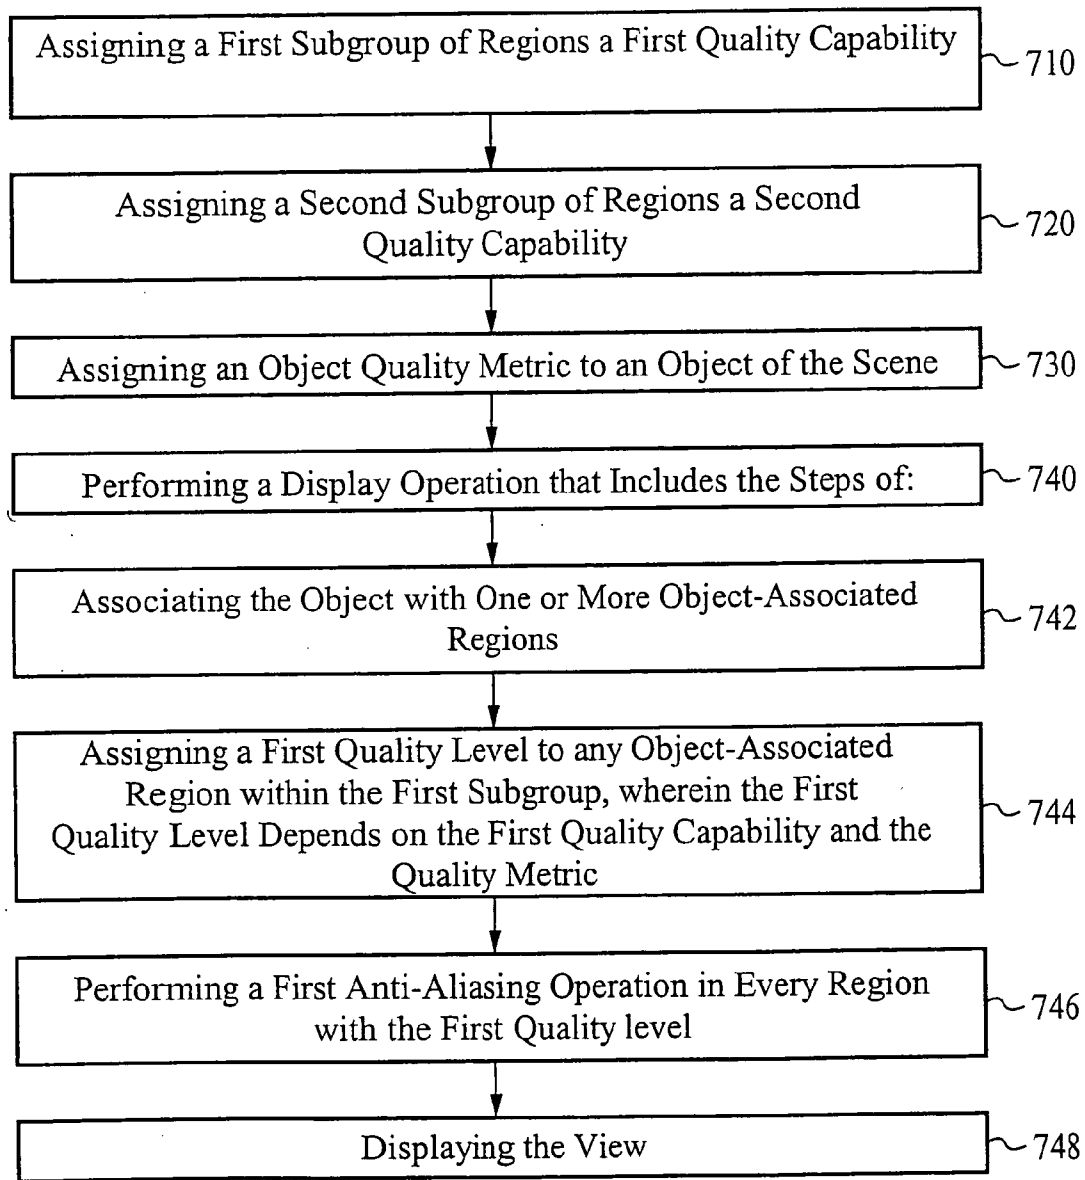 Assigning a First Subgroup of Regions a First Quality Capability
710
Assigning a Second Subgroup of Regions a Second
Quality Capability
720
Assigning an Object Quality Metric to an Object of the Scene
730
Performing a Display Operation that Includes the Steps of:
740
Associating the Object with One or More Object-Associated
Regions
742
Assigning a First Quality Level to any Object-Associated
Region within the First Subgroup, wherein the First
Quality Level Depends on the First Quality Capability and the
Quality Metric
744
Performing a First Anti-Aliasing Operation in Every Region
with the First Quality level
746
Displaying the View
748